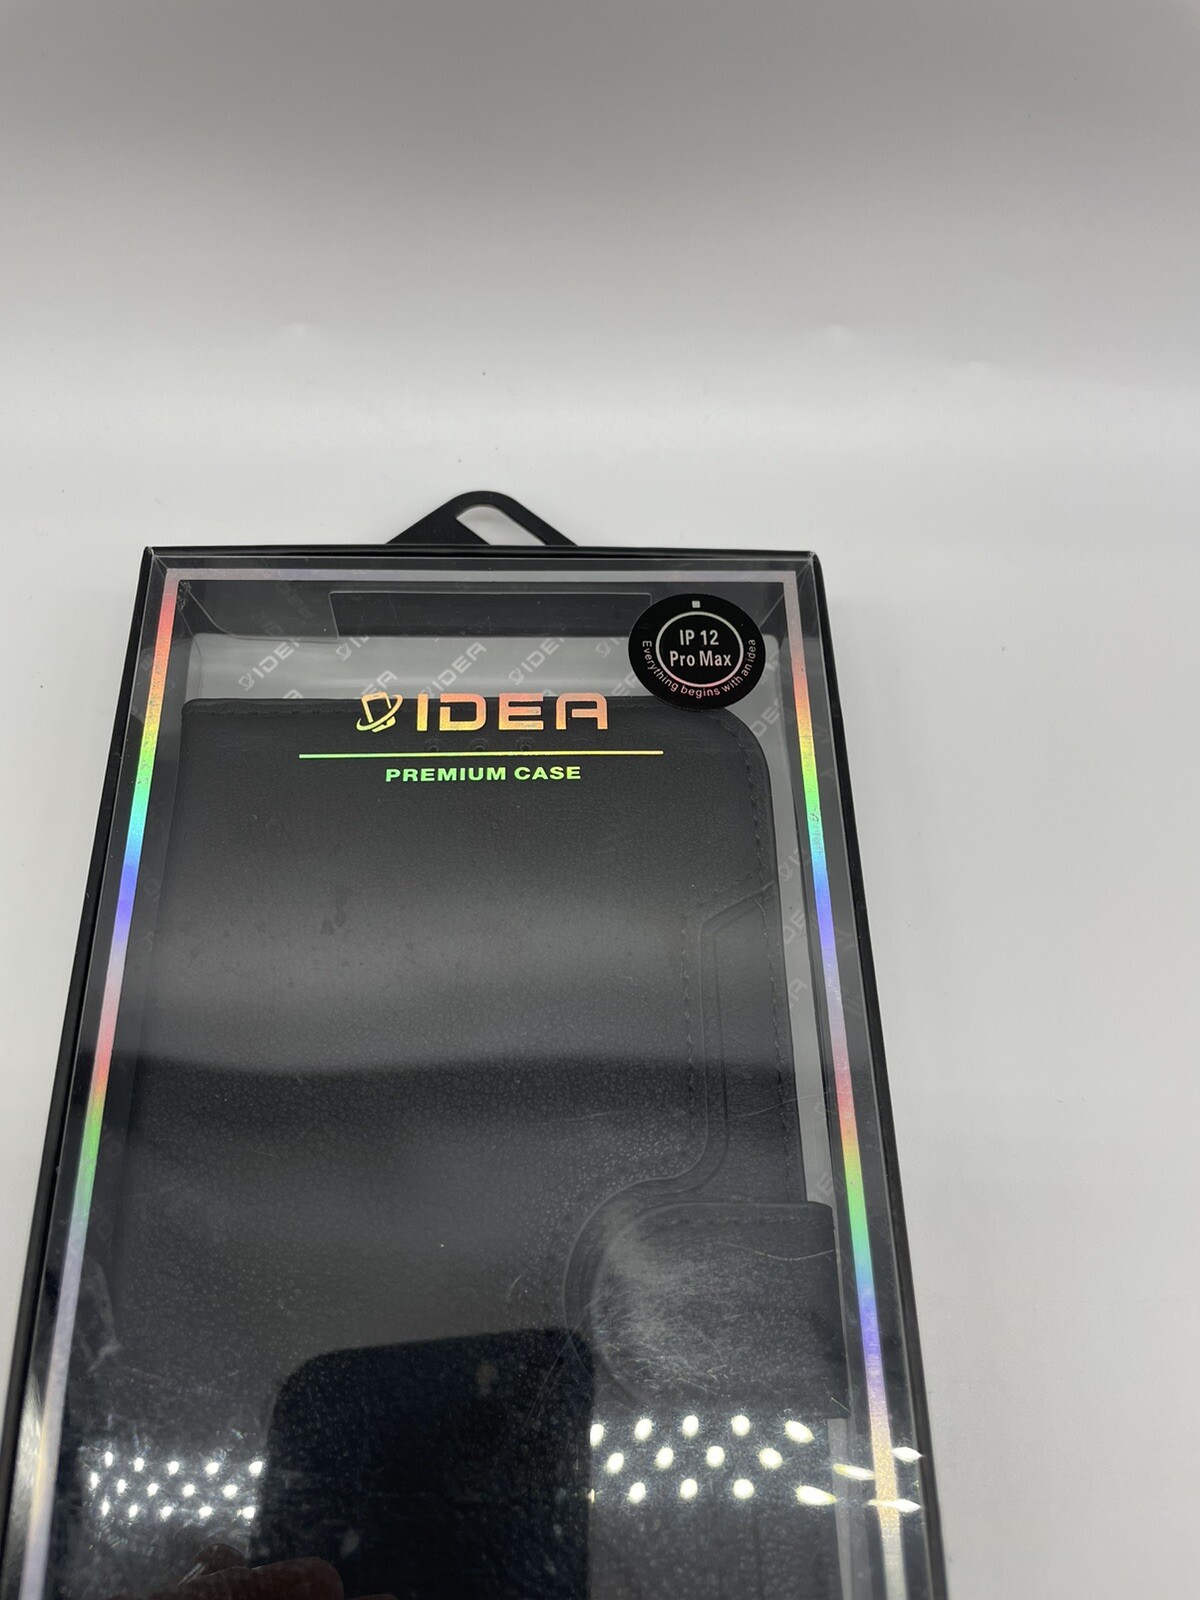 IP 12
Pro Max
Everything begins with an idea
IDEA
PREMIUM CASE